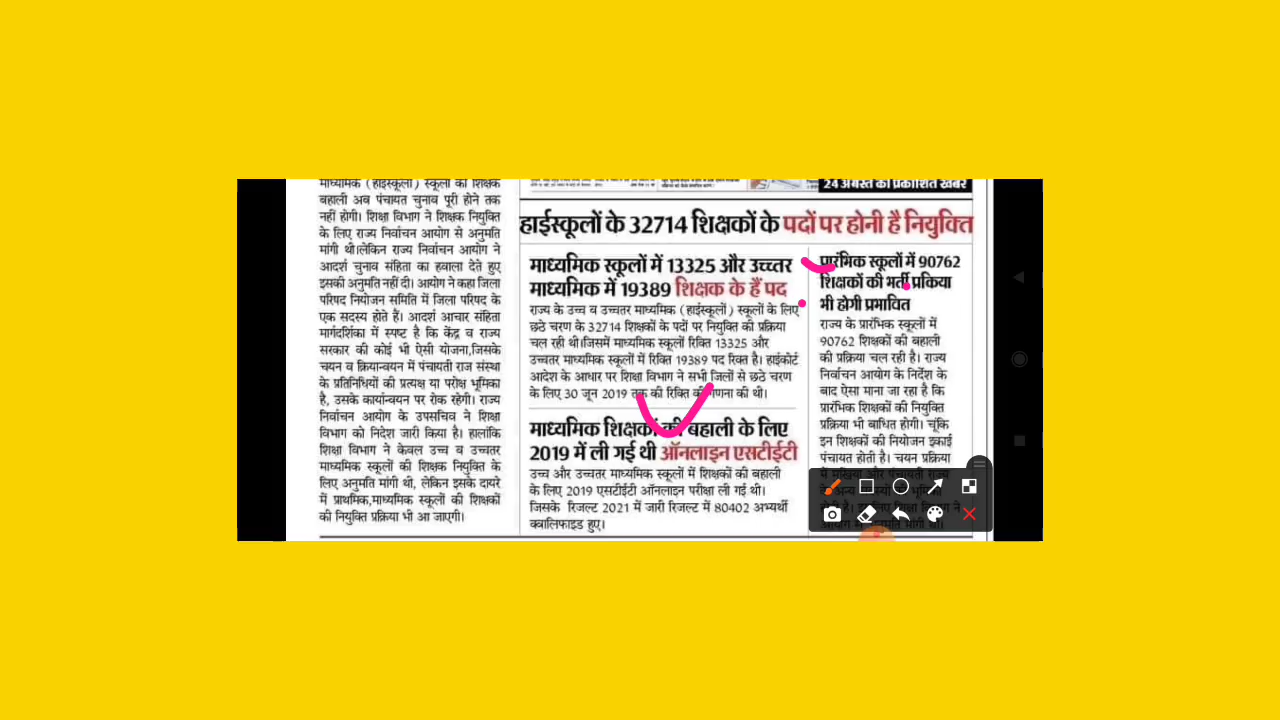 माध्यमिक (हाईस्कूलों) स्कूलों की शिक्षक
बहाली अब पंचायत चुनाव पूरी होने तक
नहीं होगी। शिक्षा विभाग ने शिक्षक नियुक्ति
के लिए राज्य निर्वाचन आयोग से अनुमति
मांगी थी।लेकिन राज्य निर्वाचन आयोग ने
आदर्श चुनाव संहिता का हवाला देते हुए
इसकी अनुमति नहीं दी। आयोग ने कहा जिला
परिषद नियोजन समिति में जिला परिषद के
एक सदस्य होते हैं। आदर्श आचार संहिता
मार्गदर्शिका में स्पष्ट है कि केंद्र व राज्य
सरकार की कोई भी ऐसी योजना,जिसके
चयन व क्रियान्वयन में पंचायती राज संस्था
के प्रतिनिधियों की प्रत्यक्ष या परोक्ष भूमिका
है, उसके कार्यान्वयन पर रोक रहेगी। राज्य
निर्वाचन आयोग के उपसचिव ने शिक्षा
विभाग को निदेश जारी किया है। हालांकि
शिक्षा विभाग ने केवल उच्च व उच्चतर
माध्यमिक स्कूलों की शिक्षक नियुक्ति के
लिए अनुमति मांगी थी, लेकिन इसके दायरे
में प्राथमिक,माध्यमिक स्कूलों की शिक्षकों
की नियुक्ति प्रक्रिया भी आ जाएगी।
24 अगस्त को प्रकाशित खबर
हाईस्कूलों के 32714 शिक्षकों के पदों पर होनी है नियुक्ति
माध्यमिक स्कूलों में 13325 और उच्च्तर
माध्यमिक में 19389 शिक्षक के हैं पद
राज्य के उच्च व उच्चतर माध्यमिक (हाईस्कूलों) स्कूलों के लिए
छठे चरण के 32714 शिक्षकों के पदों पर नियुक्ति की प्रक्रिया
चल रही थी।जिसमें माध्यमिक स्कूलों रिक्ति 13325 और
उच्चतर माध्यमिक स्कूलों में रिक्ति 19389 पद रिक्त है। हाईकोर्ट
आदेश के आधार पर शिक्षा विभाग ने सभी जिलों से छठे चरण
के लिए 30 जून 2019 तक की रिक्ति की गणना की थी।
माध्यमिक शिक्षकों की बहाली के लिए
2019 में ली गई थी ऑनलाइन एसटीईटी
उच्च और उच्चतर माध्यमिक स्कूलों में शिक्षकों की बहाली
के लिए 2019 एसटीईटी ऑनलाइन परीक्षा ली गई थी।
जिसके रिजल्ट 2021 में जारी रिजल्ट में 80402 अभ्यर्थी
क्वालिफाइड हुए।
प्रारंभिक स्कूलों में 90762
शिक्षकों की भर्ती प्रकिया
भी होगी प्रभावित
राज्य के प्रारंभिक स्कूलों में
90762 शिक्षकों की बहाली
की प्रक्रिया चल रही है। राज्य
निर्वाचन आयोग के निर्देश के
बाद ऐसा माना जा रहा है कि
प्रारंभिक शिक्षकों की नियुक्ति
प्रक्रिया भी बाधित होगी। चूंकि
इन शिक्षकों की नियोजन इकाई
पंचायत होती है। चयन प्रक्रिया
में मुखिया और पंचायती राज्य